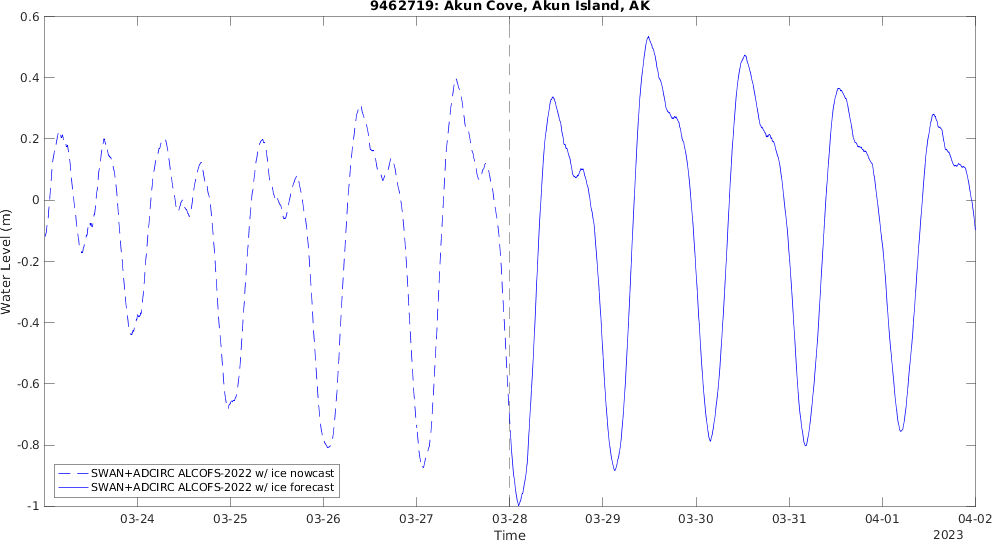 9462719: Akun Cove, Akun Island, AK
0.6
0.4
0.2
0
-0.2
-0.4
-0.6
-0.8
-1
Water Level (m)
SWAN+ADCIRC ALCOFS-2022 w/ ice nowcast
SWAN+ADCIRC ALCOFS-2022 w/ ice forecast
03-24 03-25 03-26 03-27 03-28 03-29 03-30 03-31 04-01 04-02
Time
2023